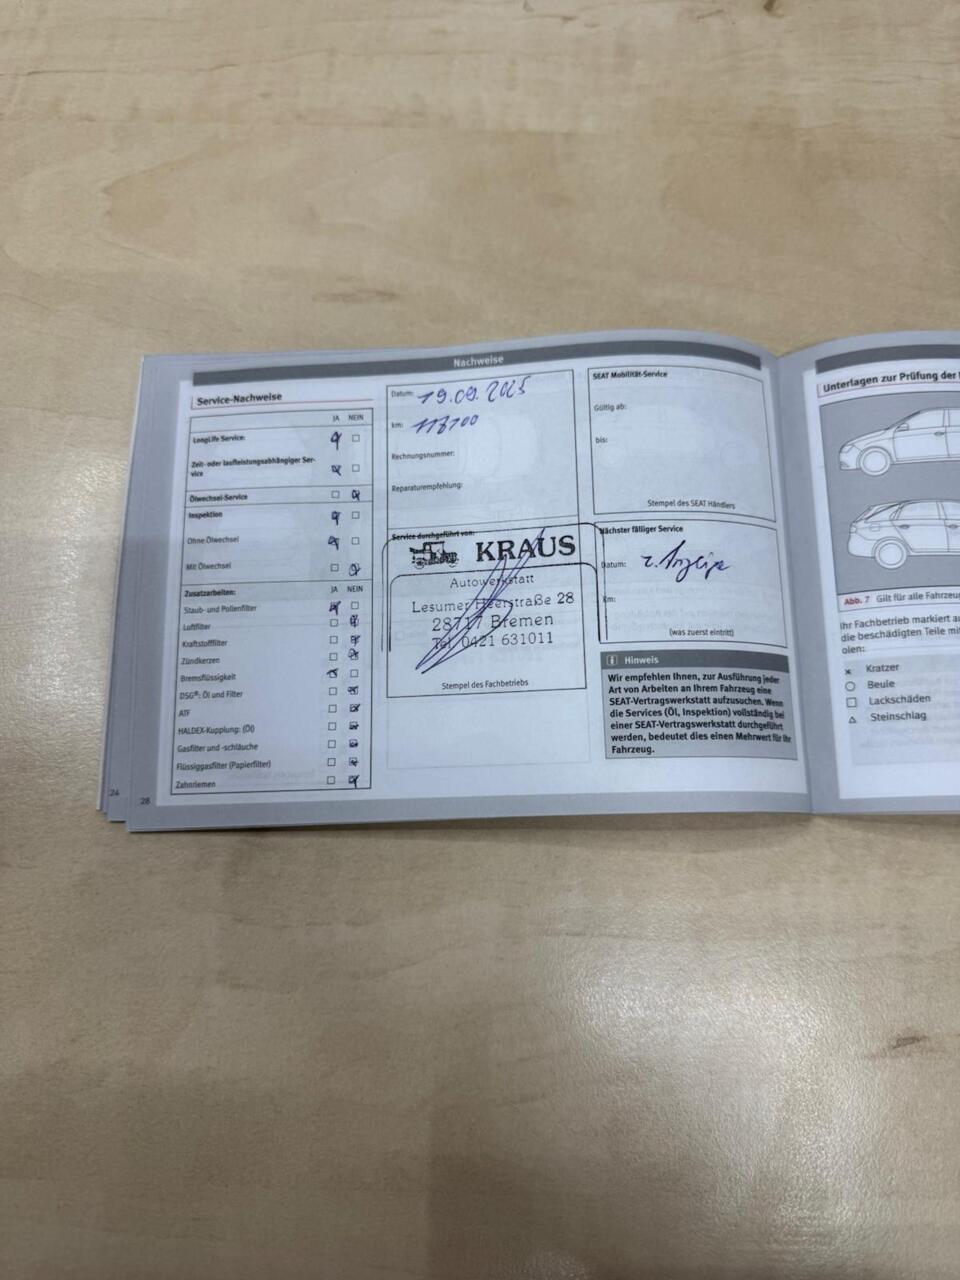 Nachweise
Service-Nachweise
JA NEIN
LongLife Service:
Zeit- oder laufleistungsabhängiger Ser-
vice
Ölwechsel-Service
Inspektion
Ohne Ölwechsel
Mit Ölwechsel
Zusatzarbeiten: JA NEIN
Staub- und Pollenfilter
Luftfilter
Kraftstofffilter
Zündkerzen
Bremsflüssigkeit
DSG®: Öl und Filter
ATF
HALDEX-Kupplung: (Öl)
Gasfilter und -schläuche
Flüssiggasfilter (Papierfilter)
Zahnriemen
24
28
Datum: 19.09.2025
km:
Rechnungsnummer:
Reparaturempfehlung:
Service durchgeführt von:
KRAUS
Autowerkstatt
Lesumer Heerstraße 28
28717 Bremen
Tel. 0421 631011
Stempel des Fachbetriebs
SEAT Mobilität-Service
Gültig ab:
bis:
Stempel des SEAT Händlers
Nächster fälliger Service
Datum: z. Anzeige
km:
(was zuerst eintritt)
i Hinweis
Wir empfehlen Ihnen, zur Ausführung jeder
Art von Arbeiten an Ihrem Fahrzeug eine
SEAT-Vertragswerkstatt aufzusuchen. Wenn
die Services (Öl, Inspektion) vollständig bei
einer SEAT-Vertragswerkstatt durchgeführt
werden, bedeutet dies einen Mehrwert für Ihr
Fahrzeug.
Unterlagen zur Prüfung der
Abb. 7 Gilt für alle Fahrzeug
Ihr Fachbetrieb markiert
die beschädigten Teile mi
olen:
Kratzer
Beule
Lackschäden
Steinschlag